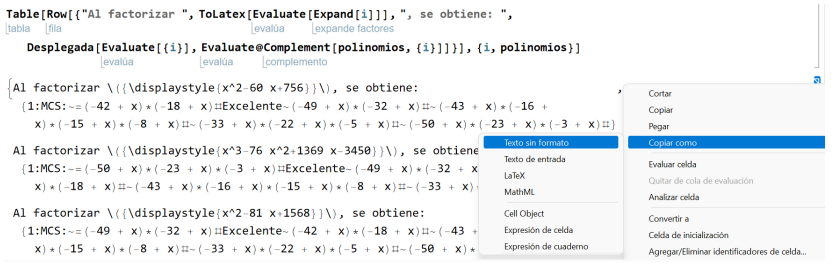 Table[Row[{"Al factorizar ", ToLatex[Evaluate[Expand[i]]],", se obtiene: ",
tabla fila evalúa expande factores
Desplegada[Evaluate[{i}], Evaluate@Complement[polinomios, {i}]]}], {i, polinomios}]
evalúa evalúa complemento
{Al factorizar \({\displaystyle{x^2-60 x+756}}\), se obtiene: ,
{1:MCS:~=(-42 + x)*(-18 + x)⌗Excelente~(-49 + x)*(-32 + x)⌗~(-43 + x)*(-16 +
x)*(-15 + x)*(-8 + x)⌗~(-33 + x)*(-22 + x)*(-5 + x)⌗~(-50 + x)*(-23 + x)*(-3 + x)⌗}
Al factorizar \({\displaystyle{x^3-76 x^2+1369 x-3450}}\), se obtiene
{1:MCS:~=(-50 + x)*(-23 + x)*(-3 + x)⌗Excelente~(-49 + x)*(-32 + x
x)*(-18 + x)⌗~(-43 + x)*(-16 + x)*(-15 + x)*(-8 + x)⌗~(-33 + x)*
Al factorizar \({\displaystyle{x^2-81 x+1568}}\), se obtiene:
{1:MCS:~=(-49 + x)*(-32 + x)⌗Excelente~(-42 + x)*(-18 + x)⌗~(-43 +
x)*(-15 + x)*(-8 + x)⌗~(-33 + x)*(-22 + x)*(-5 + x)⌗~(-50 + x)*
Texto sin formato
Texto de entrada
LaTeX
MathML
Cell Object
Expresión de celda
Expresión de cuaderno
Cortar
Copiar
Pegar
Copiar como
Evaluar celda
Quitar de cola de evaluación
Analizar celda
Convertir a
Celda de inicialización
Agregar/Eliminar identificadores de celda...